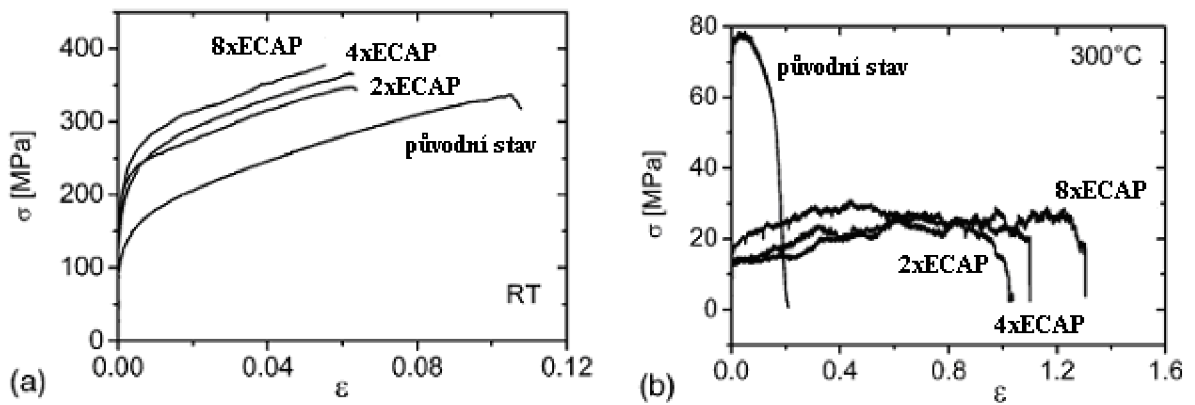 400
300
200
100
0
σ [MPa]
8xECAP
4xECAP
2xECAP
původní stav
RT
0.00 0.04 0.08 0.12
ε
(a)
80
60
40
20
0
σ [MPa]
300°C
původní stav
8xECAP
2xECAP
4xECAP
0.0 0.4 0.8 1.2 1.6
ε
(b)